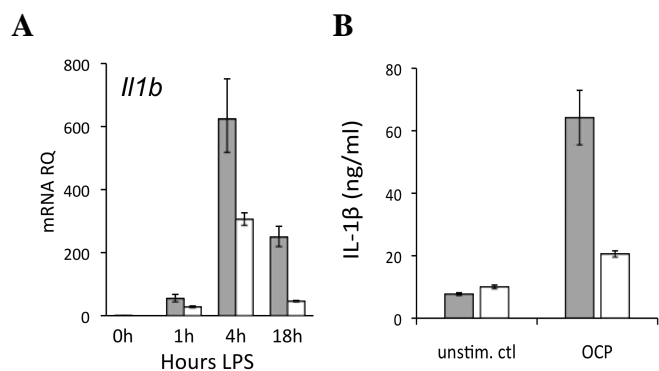 A
B
800
600
400
200
0
Il1b
mRNA RQ
0h 1h 4h 18h
Hours LPS
80
60
40
20
0
IL-1β (ng/ml)
unstim. ctl OCP